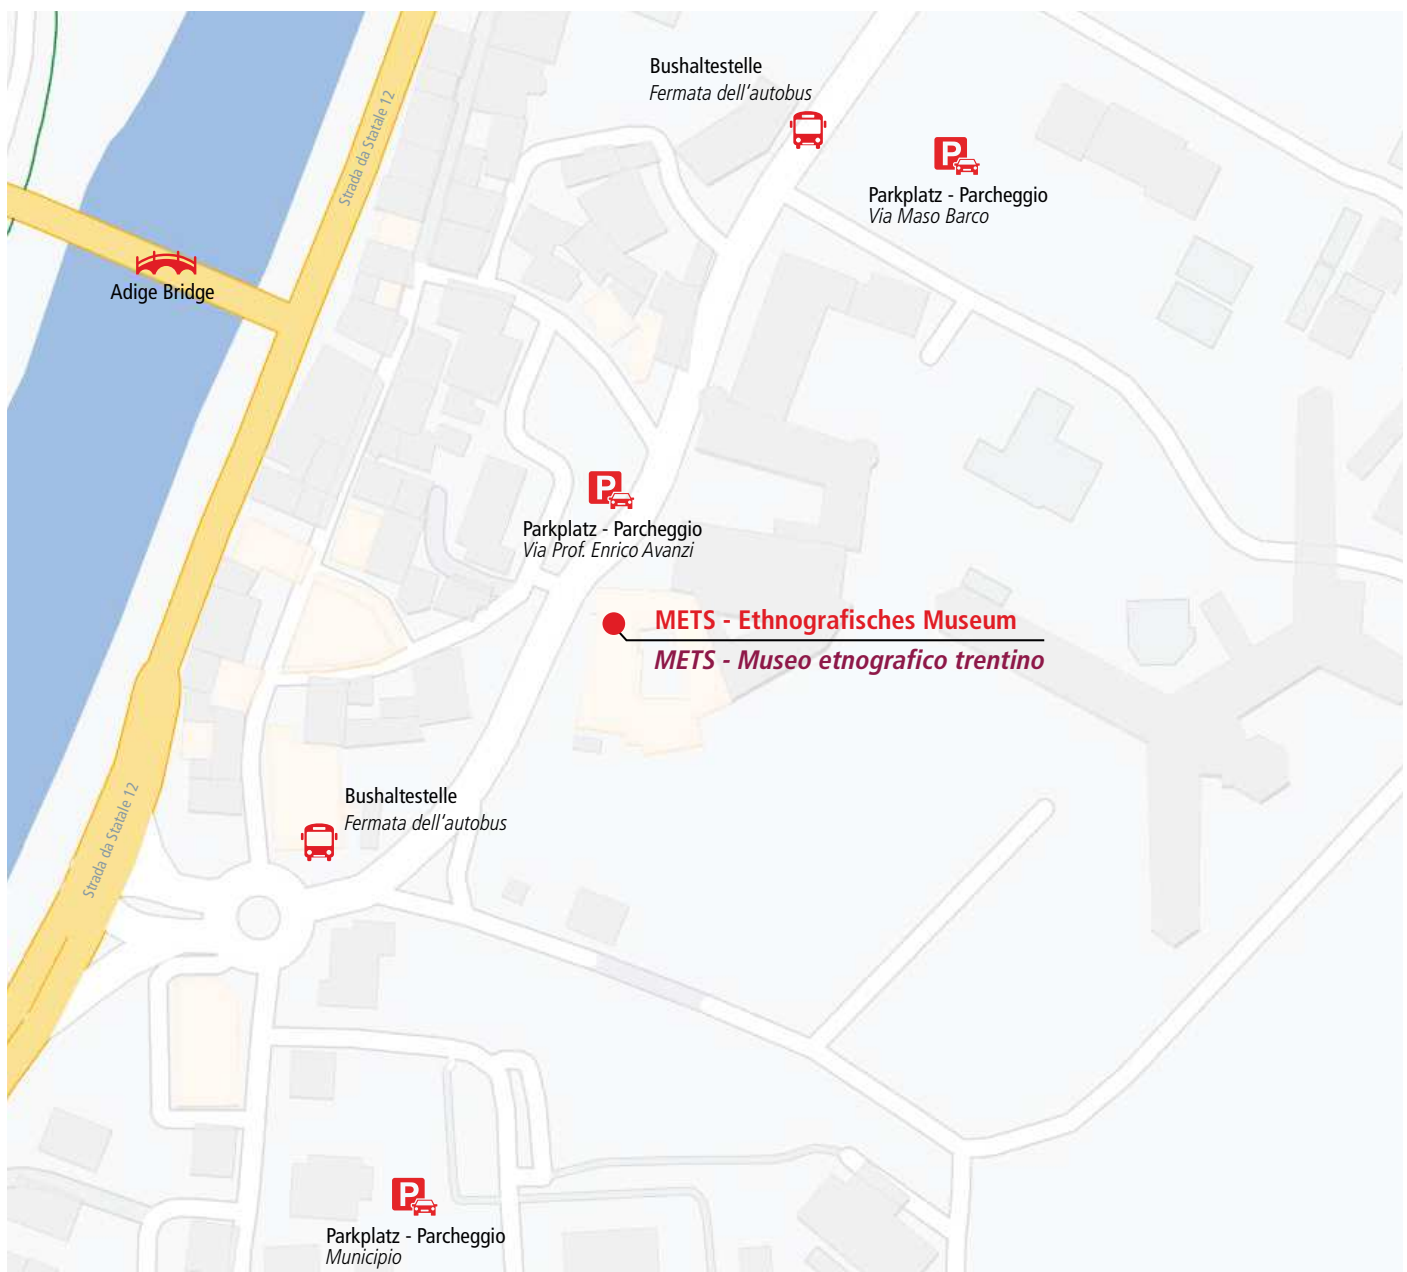 Bushaltestelle
Fermata dell'autobus
Strada da Statale 12
P
Parkplatz - Parcheggio
Via Maso Barco
Adige Bridge
P
Parkplatz - Parcheggio
Via Prof. Enrico Avanzi
METS - Ethnografisches Museum
METS - Museo etnografico trentino
Bushaltestelle
Fermata dell'autobus
Strada da Statale 12
P
Parkplatz - Parcheggio
Municipio